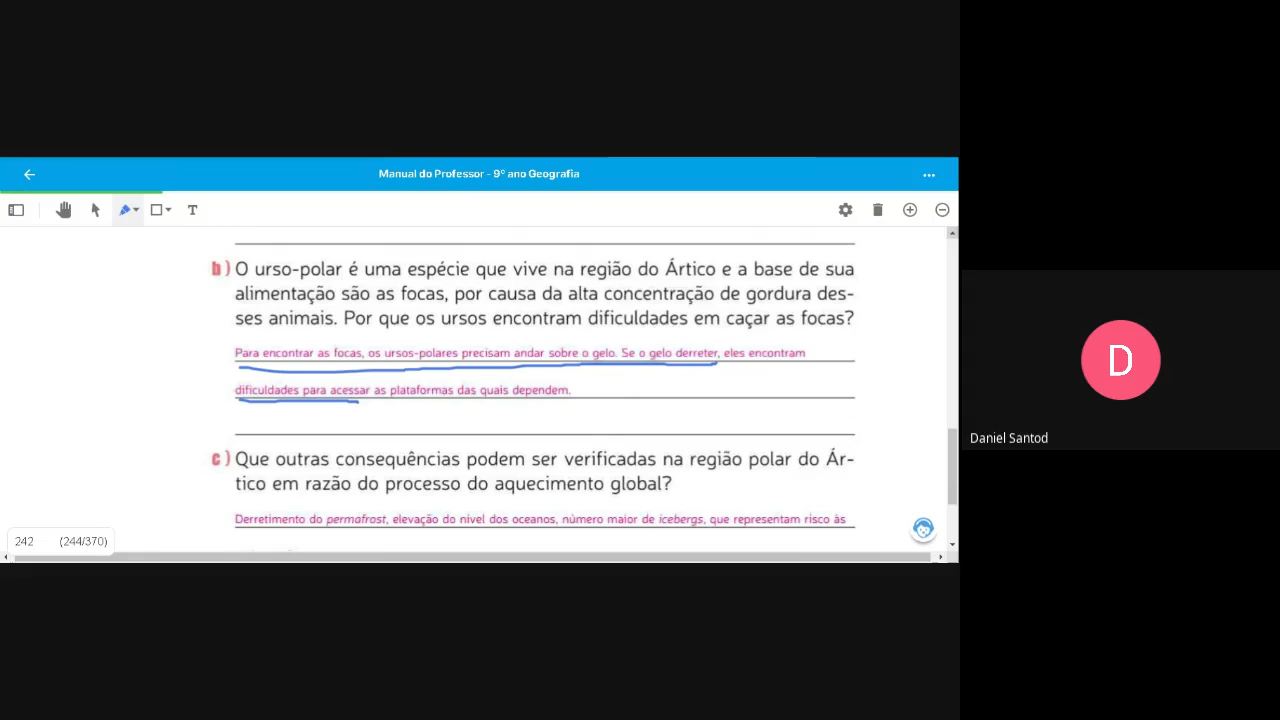 Manual do Professor - 9º ano Geografia
T
b) O urso-polar é uma espécie que vive na região do Ártico e a base de sua
alimentação são as focas, por causa da alta concentração de gordura des-
ses animais. Por que os ursos encontram dificuldades em caçar as focas?
Para encontrar as focas, os ursos-polares precisam andar sobre o gelo. Se o gelo derreter, eles encontram
dificuldades para acessar as plataformas das quais dependem.
c) Que outras consequências podem ser verificadas na região polar do Ár-
tico em razão do processo do aquecimento global?
Derretimento do permafrost, elevação do nível dos oceanos, número maior de icebergs, que representam risco às
242 (244/370)
D
Daniel Santod